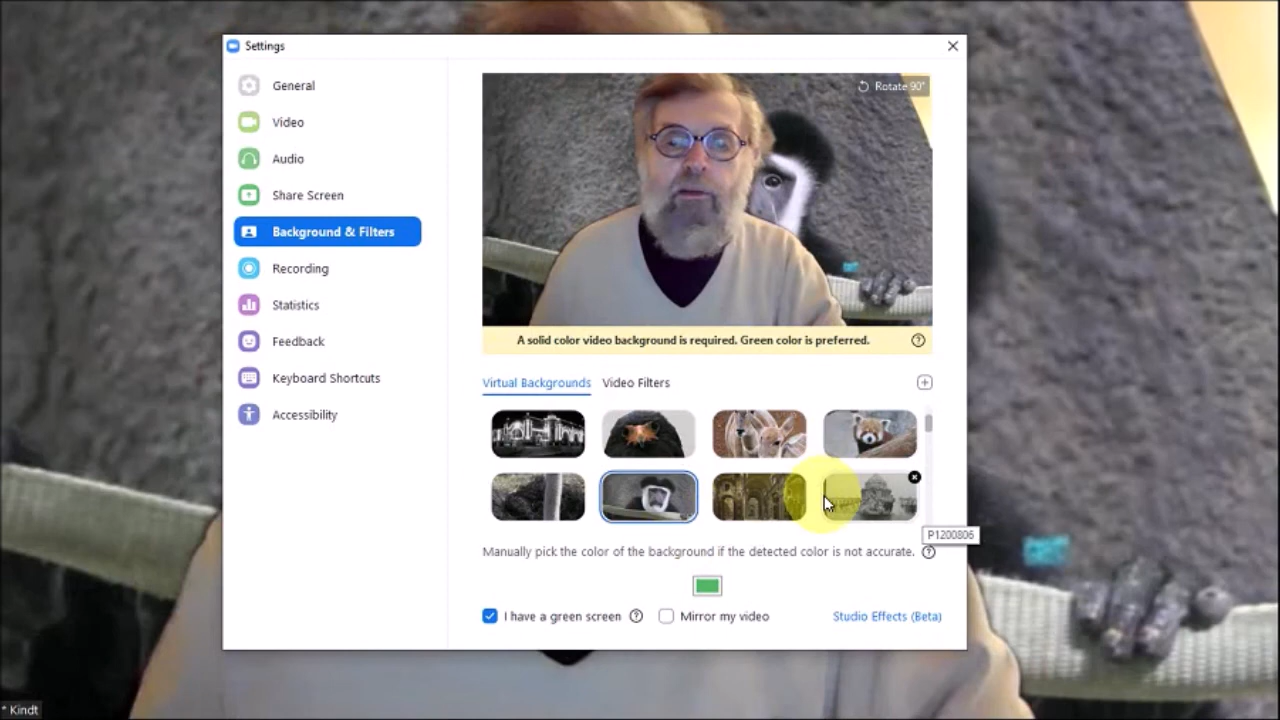 Settings
General
Video
Audio
Share Screen
Background & Filters
Recording
Statistics
Feedback
Keyboard Shortcuts
Accessibility
Rotate 90°
A solid color video background is required. Green color is preferred.
Virtual Backgrounds
Video Filters
P1200806
Manually pick the color of the background if the detected color is not accurate.
I have a green screen
Mirror my video
Studio Effects (Beta)
* Kindt